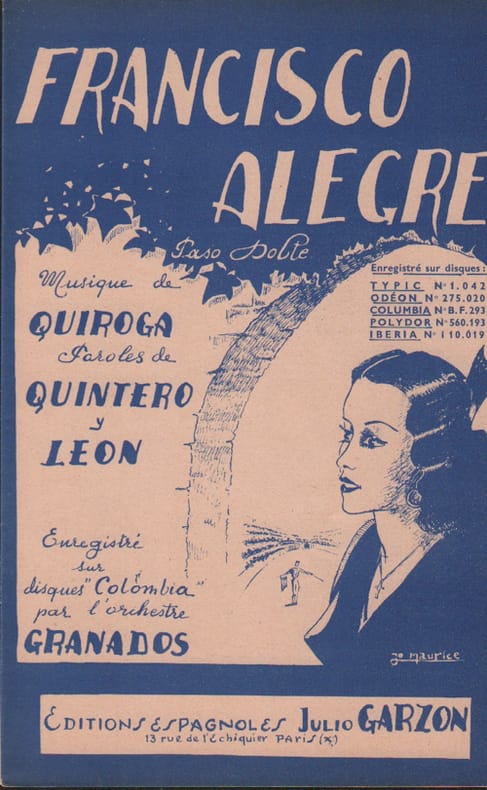 FRANCISCO
ALEGRE
Paso Doble
Enregistré sur disques:
TYPIC N° 1.042
ODÉON N° 275.020
COLUMBIA N° B.F. 293
POLYDOR N° 560.193
IBERIA N° 110.019
Musique de
QUIROGA
Paroles de
QUINTERO
y
LEON
Enregistré
sur
disques "Colómbia"
par l'orchestre
GRANADOS
Jo Maurice
EDITIONS ESPAGNOLES JULIO GARZON
13 rue de l'Echiquier PARIS (X)